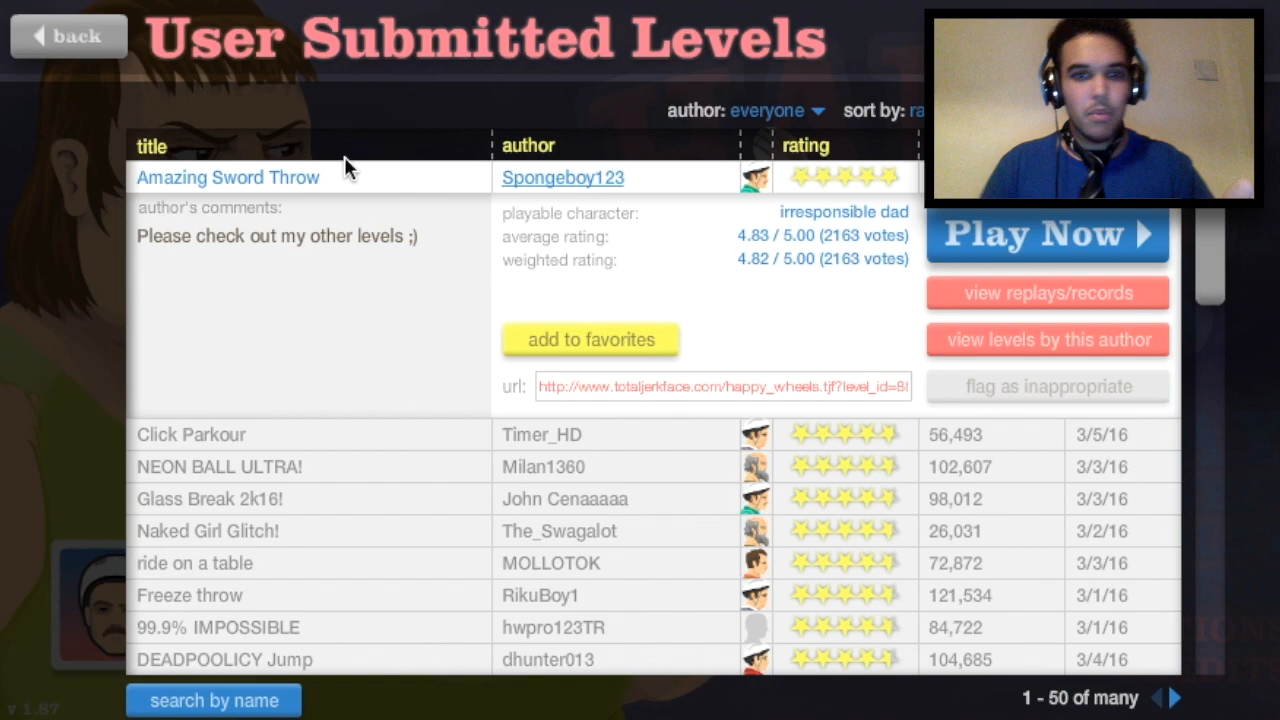 back
User Submitted Levels
author: everyone
sort by: ra
title author rating
Amazing Sword Throw Spongeboy123
author's comments:
Please check out my other levels ;)
playable character: irresponsible dad
average rating: 4.83 / 5.00 (2163 votes)
weighted rating: 4.82 / 5.00 (2163 votes)
add to favorites
url: http://www.totaljerkface.com/happy_wheels.tjf?level_id=8
Play Now
view replays/records
view levels by this author
flag as inappropriate
Click Parkour Timer_HD 56,493 3/5/16
NEON BALL ULTRA! Milan1360 102,607 3/3/16
Glass Break 2k16! John Cenaaaaa 98,012 3/3/16
Naked Girl Glitch! The_Swagalot 26,031 3/2/16
ride on a table MOLLOTOK 72,872 3/3/16
Freeze throw RikuBoy1 121,534 3/1/16
99.9% IMPOSSIBLE hwpro123TR 84,722 3/1/16
DEADPOOLICY Jump dhunter013 104,685 3/4/16
search by name
1 - 50 of many
v 1.87